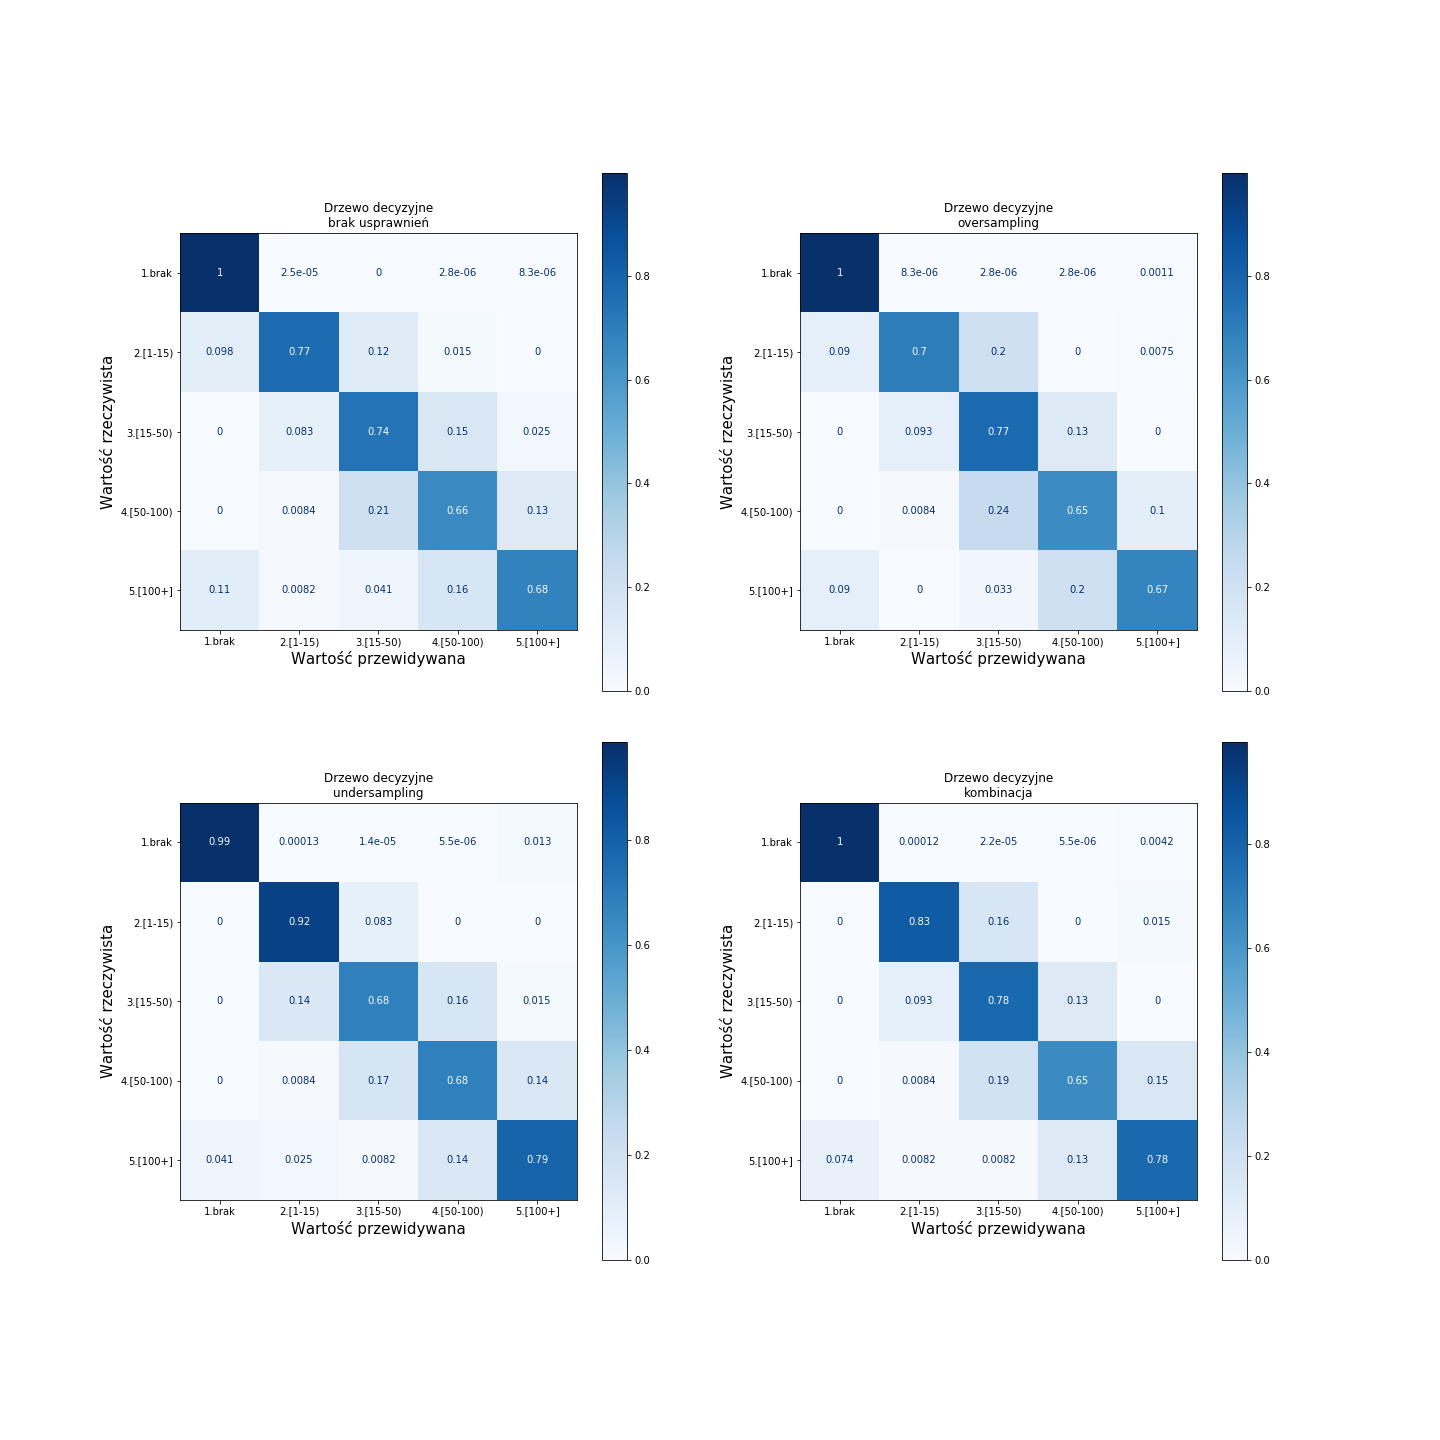 Drzewo decyzyjne
brak usprawnień
Wartość rzeczywista
1.brak
1 2.5e-05 0 2.8e-06 8.3e-06
2.[1-15)
0.098 0.77 0.12 0.015 0
3.[15-50)
0 0.083 0.74 0.15 0.025
4.[50-100)
0 0.0084 0.21 0.66 0.13
5.[100+]
0.11 0.0082 0.041 0.16 0.68
1.brak 2.[1-15) 3.[15-50) 4.[50-100) 5.[100+]
Wartość przewidywana
0.8
0.6
0.4
0.2
0.0
Drzewo decyzyjne
oversampling
Wartość rzeczywista
1.brak
1 8.3e-06 2.8e-06 2.8e-06 0.0011
2.[1-15)
0.09 0.7 0.2 0 0.0075
3.[15-50)
0 0.093 0.77 0.13 0
4.[50-100)
0 0.0084 0.24 0.65 0.1
5.[100+]
0.09 0 0.033 0.2 0.67
1.brak 2.[1-15) 3.[15-50) 4.[50-100) 5.[100+]
Wartość przewidywana
0.8
0.6
0.4
0.2
0.0
Drzewo decyzyjne
undersampling
Wartość rzeczywista
1.brak
0.99 0.00013 1.4e-05 5.5e-06 0.013
2.[1-15)
0 0.92 0.083 0 0
3.[15-50)
0 0.14 0.68 0.16 0.015
4.[50-100)
0 0.0084 0.17 0.68 0.14
5.[100+]
0.041 0.025 0.0082 0.14 0.79
1.brak 2.[1-15) 3.[15-50) 4.[50-100) 5.[100+]
Wartość przewidywana
0.8
0.6
0.4
0.2
0.0
Drzewo decyzyjne
kombinacja
Wartość rzeczywista
1.brak
1 0.00012 2.2e-05 5.5e-06 0.0042
2.[1-15)
0 0.83 0.16 0 0.015
3.[15-50)
0 0.093 0.78 0.13 0
4.[50-100)
0 0.0084 0.19 0.65 0.15
5.[100+]
0.074 0.0082 0.0082 0.13 0.78
1.brak 2.[1-15) 3.[15-50) 4.[50-100) 5.[100+]
Wartość przewidywana
0.8
0.6
0.4
0.2
0.0